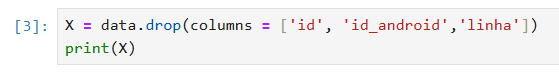 [3]: X = data.drop(columns = ['id', 'id_android','linha'])
print(X)